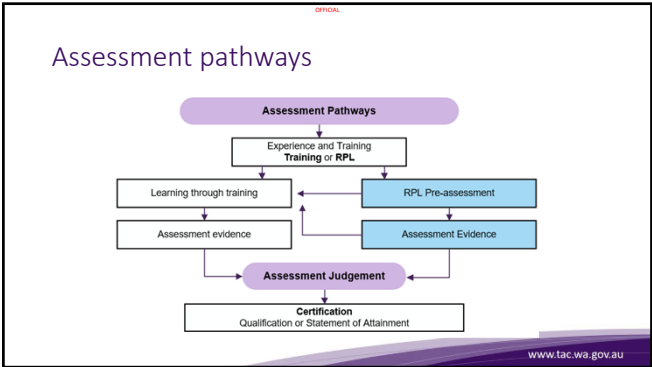 OFFICIAL
Assessment pathways
Assessment Pathways
Experience and Training
Training or RPL
Learning through training
RPL Pre-assessment
Assessment evidence
Assessment Evidence
Assessment Judgement
Certification
Qualification or Statement of Attainment
www.tac.wa.gov.au